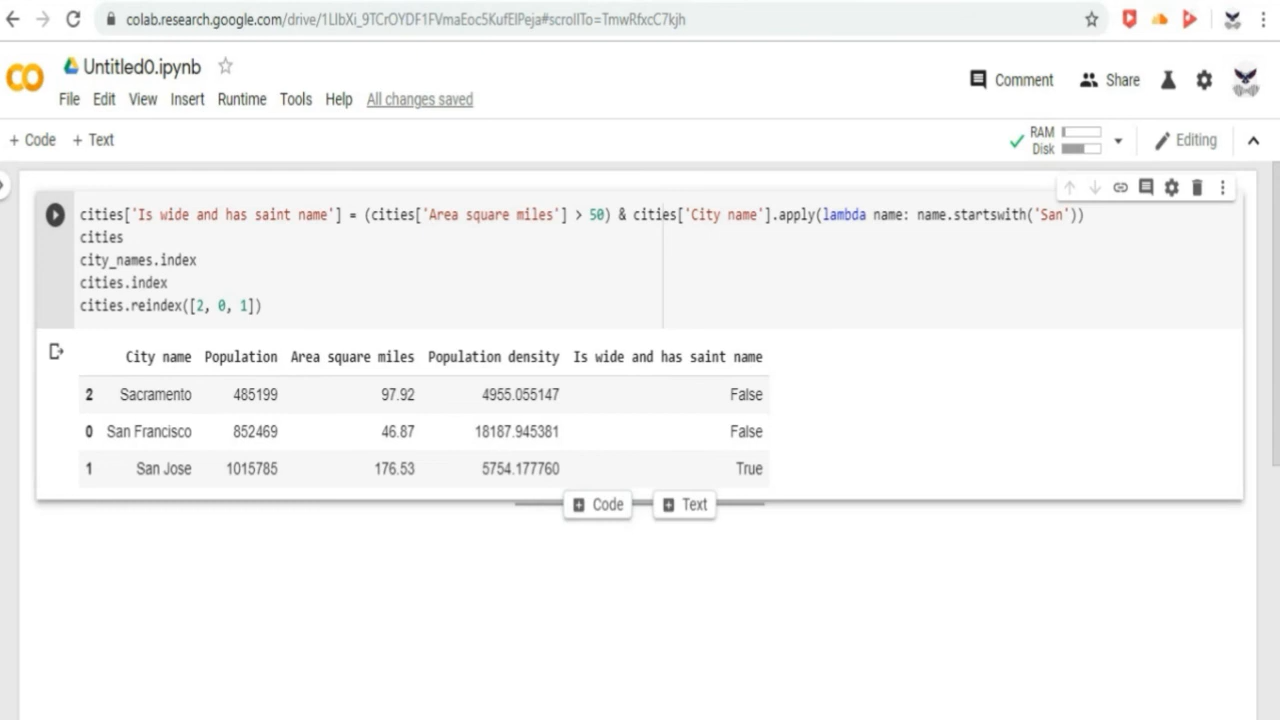 colab.research.google.com/drive/1LIbXi_9TCrOYDF1FVmaEoc5KufElPeja#scrollTo=TmwRfxcC7kjh
CO Untitled0.ipynb
File Edit View Insert Runtime Tools Help All changes saved
Comment Share
+ Code + Text
RAM
Disk
Editing
cities['Is wide and has saint name'] = (cities['Area square miles'] > 50) & cities['City name'].apply(lambda name: name.startswith('San'))
cities
city_names.index
cities.index
cities.reindex([2, 0, 1])
City name Population Area square miles Population density Is wide and has saint name
2 Sacramento 485199 97.92 4955.055147 False
0 San Francisco 852469 46.87 18187.945381 False
1 San Jose 1015785 176.53 5754.177760 True
Code Text